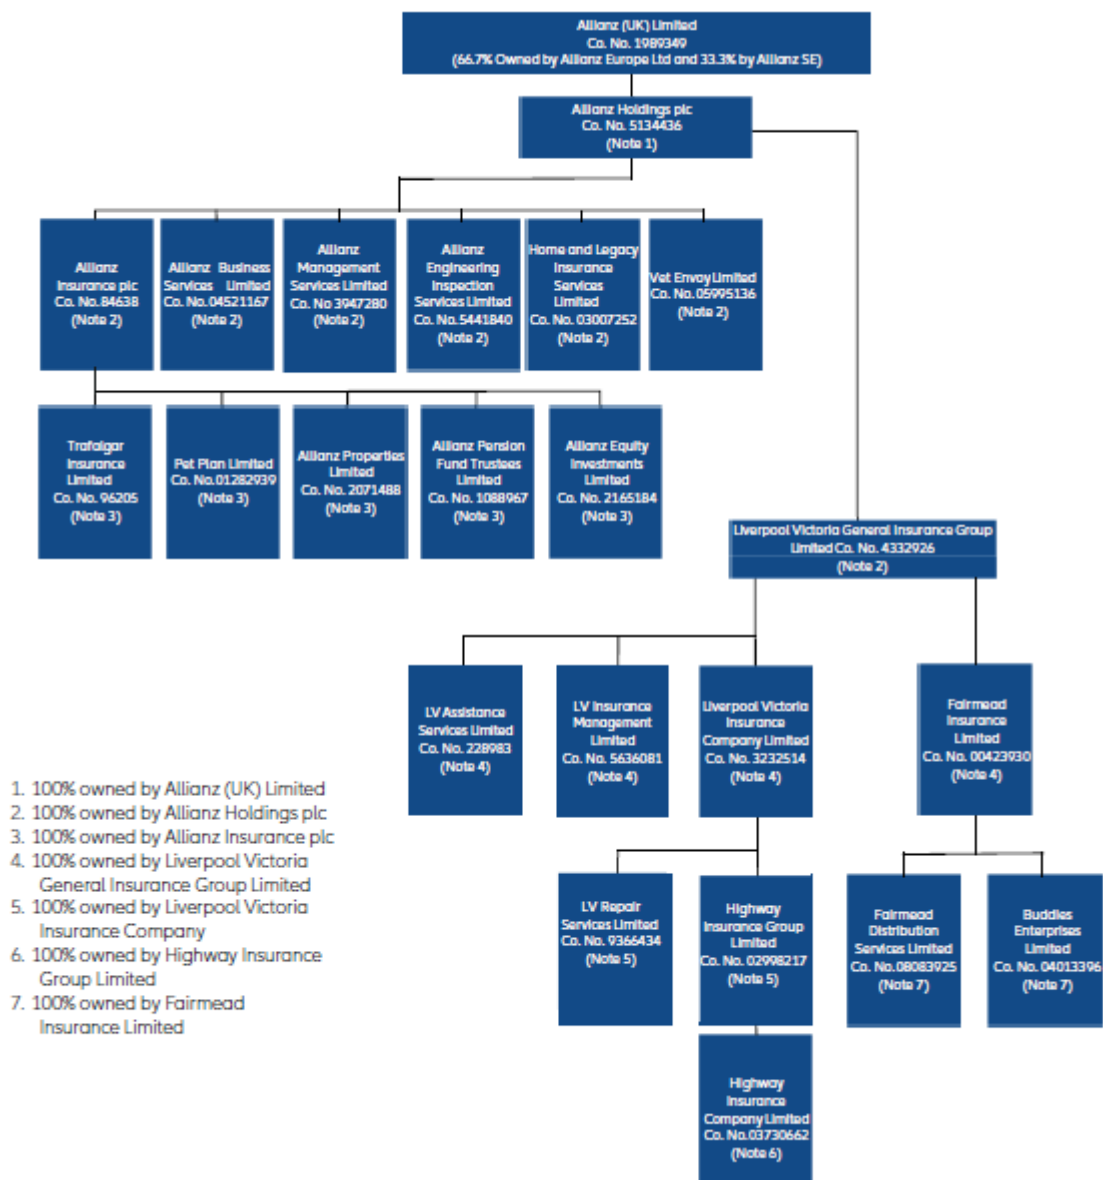 Allianz (UK) Limited
Co. No. 1989349
(66.7% Owned by Allianz Europe Ltd and 33.3% by Allianz SE)
Allianz Holdings plc
Co. No. 5134436
(Note 1)
Allianz
Insurance plc
Co. No.84638
(Note 2)
Allianz Business
Services Limited
Co. No.04521167
(Note 2)
Allianz
Management
Services Limited
Co. No 3947280
(Note 2)
Allianz
Engineering
Inspection
Services Limited
Co. No.5441840
(Note 2)
Home and Legacy
Insurance
Services
Limited
Co. No. 03007252
(Note 2)
Vet Envoy Limited
Co. No.05995136
(Note 2)
Trafalgar
Insurance
Limited
Co. No. 96205
(Note 3)
Pet Plan Limited
Co. No.01282939
(Note 3)
Allianz Properties
Limited
Co. No. 2071488
(Note 3)
Allianz Pension
Fund Trustees
Limited
Co. No. 1088967
(Note 3)
Allianz Equity
Investments
Limited
Co. No. 2165184
(Note 3)
Liverpool Victoria General Insurance Group
Limited Co. No. 4332926
(Note 2)
LV Assistance
Services Limited
Co. No. 228983
(Note 4)
LV Insurance
Management
Limited
Co. No. 5636081
(Note 4)
Liverpool Victoria
Insurance
Company Limited
Co. No. 3232514
(Note 4)
Fairmead
Insurance
Limited
Co. No. 00423930
(Note 4)
1. 100% owned by Allianz (UK) Limited
2. 100% owned by Allianz Holdings plc
3. 100% owned by Allianz Insurance plc
4. 100% owned by Liverpool Victoria
General Insurance Group Limited
5. 100% owned by Liverpool Victoria
Insurance Company
6. 100% owned by Highway Insurance
Group Limited
7. 100% owned by Fairmead
Insurance Limited
LV Repair
Services Limited
Co. No. 9366434
(Note 5)
Highway
Insurance Group
Limited
Co. No. 02998217
(Note 5)
Fairmead
Distribution
Services Limited
Co. No.08083925
(Note 7)
Buddies
Enterprises
Limited
Co. No. 04013396
(Note 7)
Highway
Insurance
Company Limited
Co. No.03730662
(Note 6)